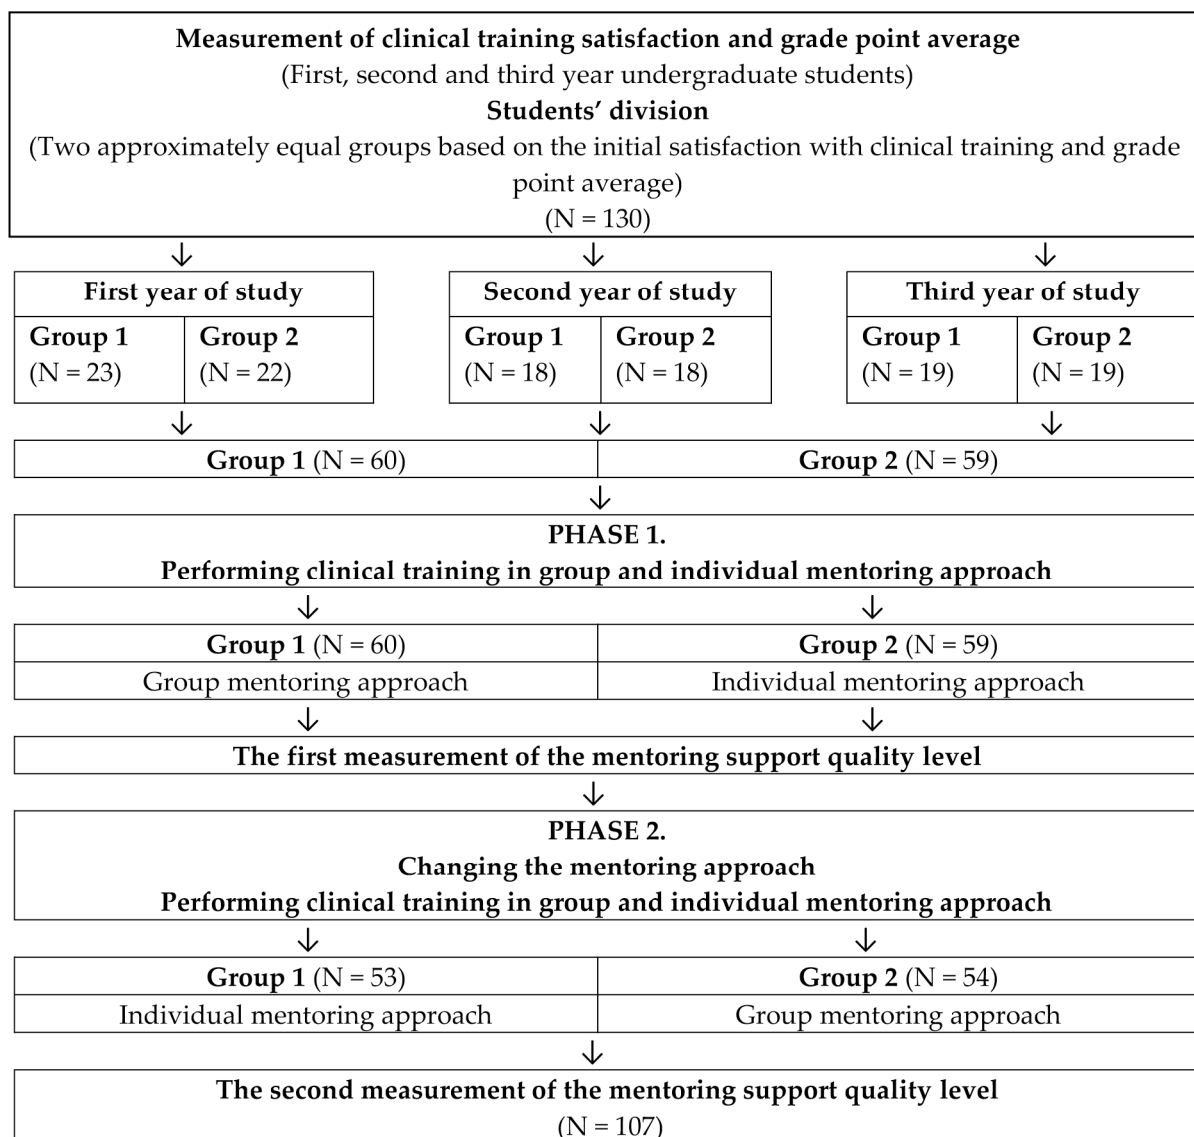 Measurement of clinical training satisfaction and grade point average
(First, second and third year undergraduate students)
Students’ division
(Two approximately equal groups based on the initial satisfaction with clinical training and grade
point average)
(N = 130)
↓ ↓ ↓
First year of study Second year of study Third year of study
Group 1 Group 2 Group 1 Group 2 Group 1 Group 2
(N = 23) (N = 22) (N = 18) (N = 18) (N = 19) (N = 19)
↓ ↓ ↓
Group 1 (N = 60) Group 2 (N = 59)
↓
PHASE 1.
Performing clinical training in group and individual mentoring approach
↓ ↓
Group 1 (N = 60) Group 2 (N = 59)
Group mentoring approach Individual mentoring approach
↓ ↓
The first measurement of the mentoring support quality level
↓
PHASE 2.
Changing the mentoring approach
Performing clinical training in group and individual mentoring approach
↓ ↓
Group 1 (N = 53) Group 2 (N = 54)
Individual mentoring approach Group mentoring approach
↓
The second measurement of the mentoring support quality level
(N = 107)